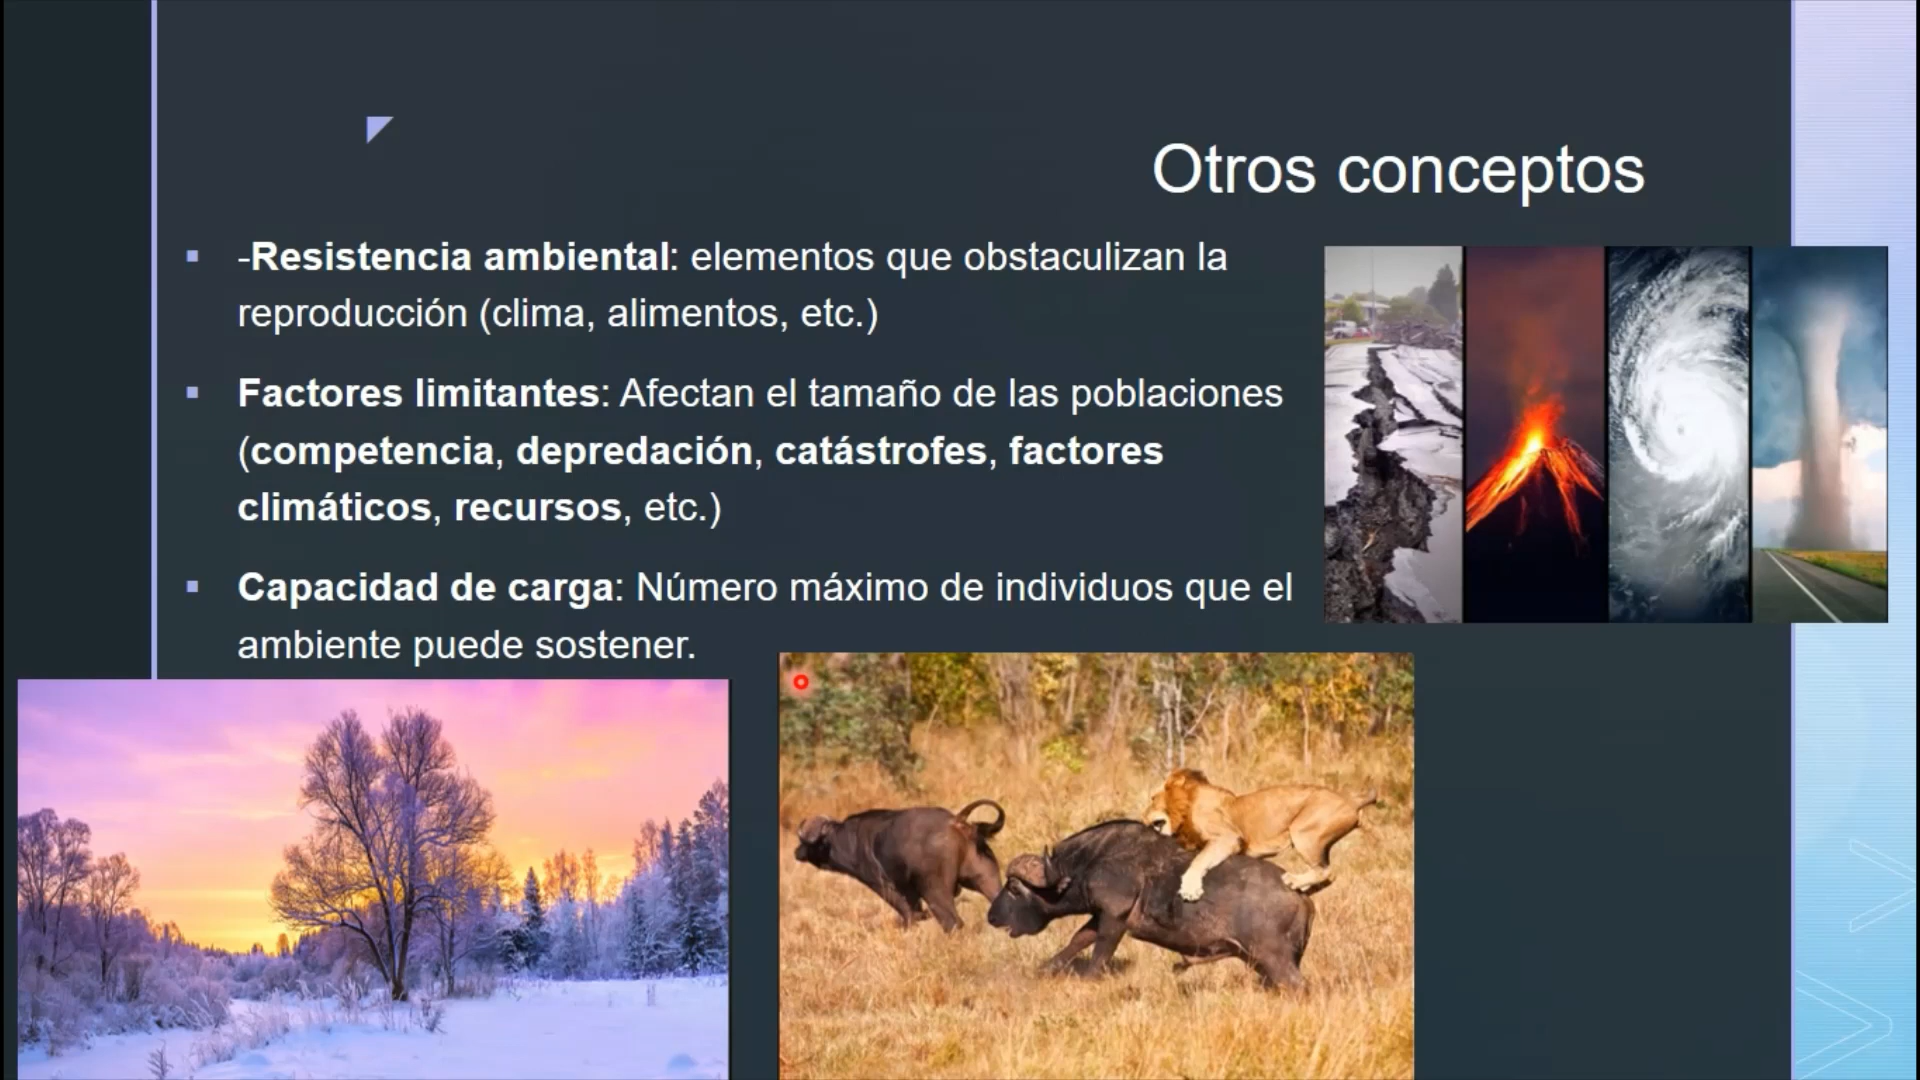 Otros conceptos
-Resistencia ambiental: elementos que obstaculizan la
reproducción (clima, alimentos, etc.)
Factores limitantes: Afectan el tamaño de las poblaciones
(competencia, depredación, catástrofes, factores
climáticos, recursos, etc.)
Capacidad de carga: Número máximo de individuos que el
ambiente puede sostener.